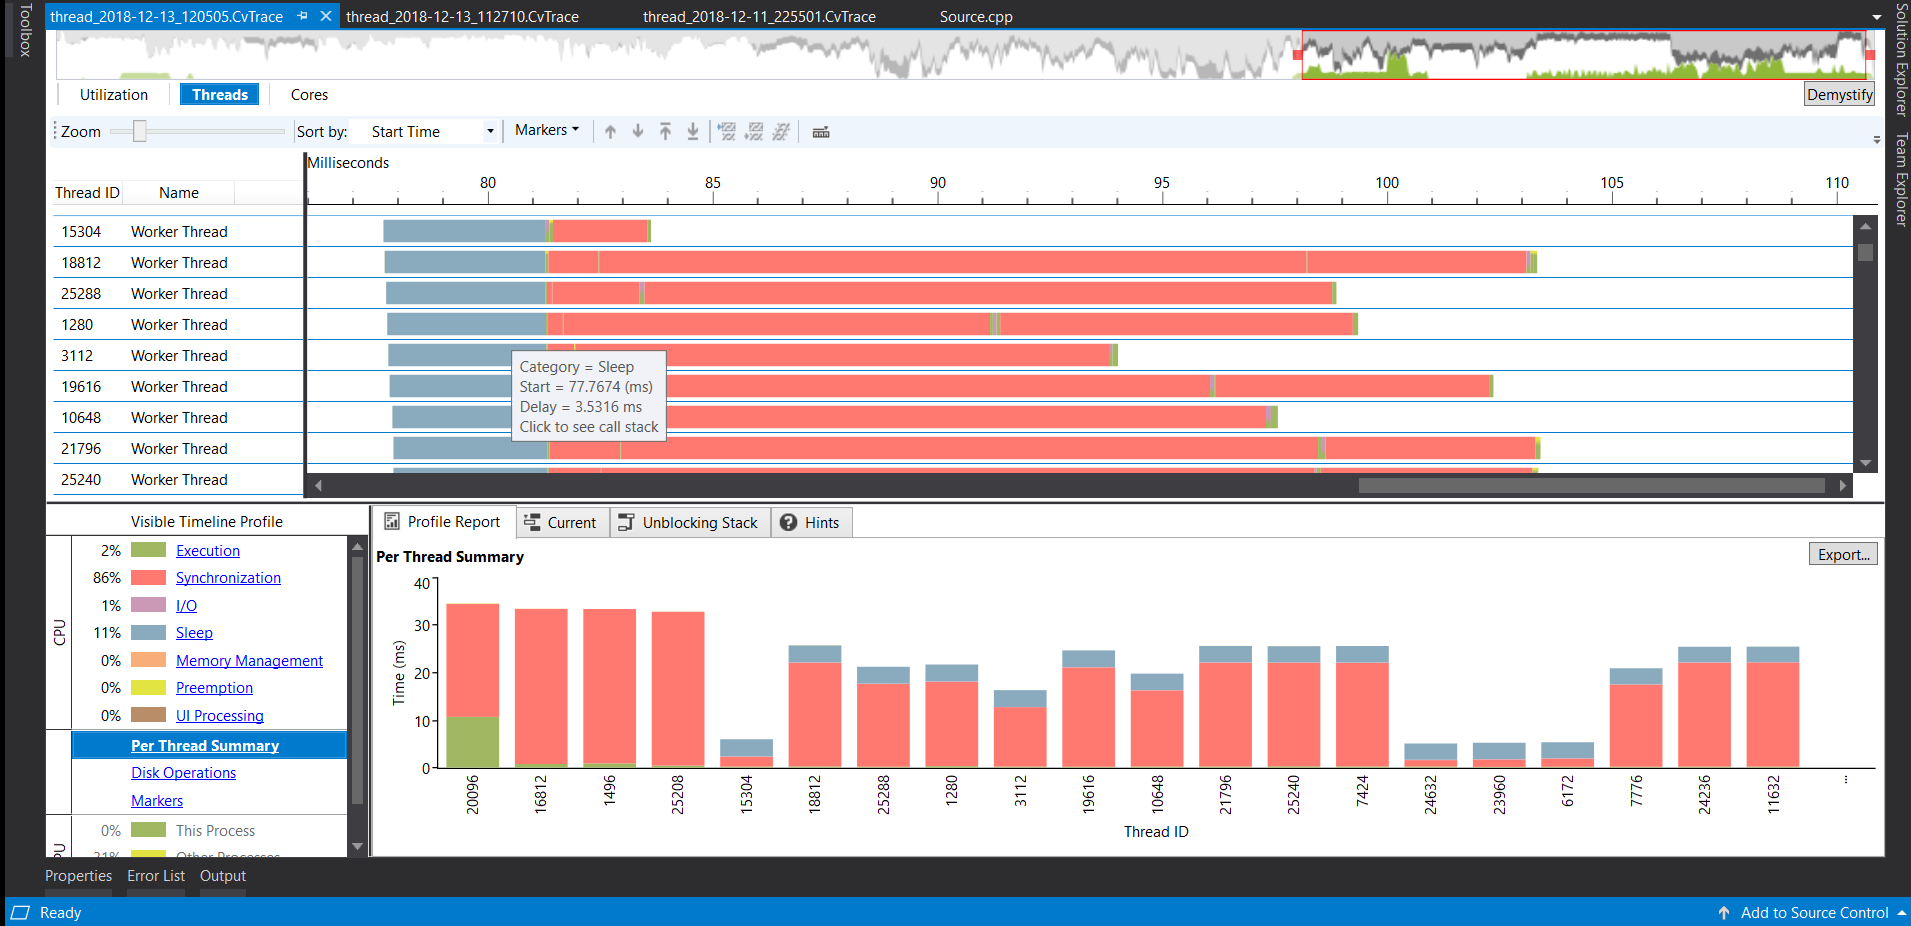 Toolbox
thread_2018-12-13_120505.CvTrace
thread_2018-12-13_112710.CvTrace
thread_2018-12-11_225501.CvTrace
Source.cpp
Solution Explorer
Team Explorer
Utilization
Threads
Cores
Demystify
Zoom
Sort by:
Start Time
Markers
Milliseconds
Thread ID
Name
80
85
90
95
100
105
110
15304 Worker Thread
18812 Worker Thread
25288 Worker Thread
1280 Worker Thread
3112 Worker Thread
19616 Worker Thread
10648 Worker Thread
21796 Worker Thread
25240 Worker Thread
Category = Sleep
Start = 77.7674 (ms)
Delay = 3.5316 ms
Click to see call stack
Visible Timeline Profile
CPU
2% Execution
86% Synchronization
1% I/O
11% Sleep
0% Memory Management
0% Preemption
0% UI Processing
Per Thread Summary
Disk Operations
Markers
0% This Process
21% Other Processes
Profile Report
Current
Unblocking Stack
Hints
Per Thread Summary
Export...
Time (ms)
40
30
20
10
0
20096
16812
1496
25208
15304
18812
25288
1280
3112
19616
10648
21796
25240
7424
24632
23960
6172
7776
24236
11632
...
Thread ID
Properties
Error List
Output
Ready
Add to Source Control